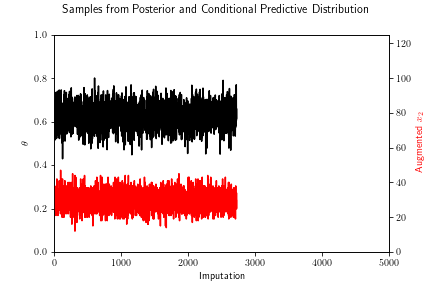 Samples from Posterior and Conditional Predictive Distribution
1.0
0.8
0.6
0.4
0.2
0.0
θ
120
100
80
60
40
20
0
Augmented x₂
0 1000 2000 3000 4000 5000
Imputation